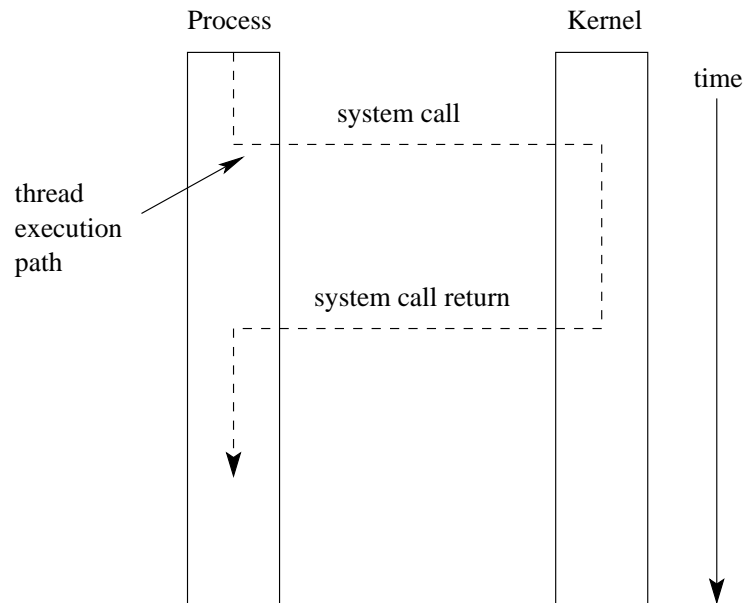 Process
Kernel
time
system call
thread
execution
path
system call return